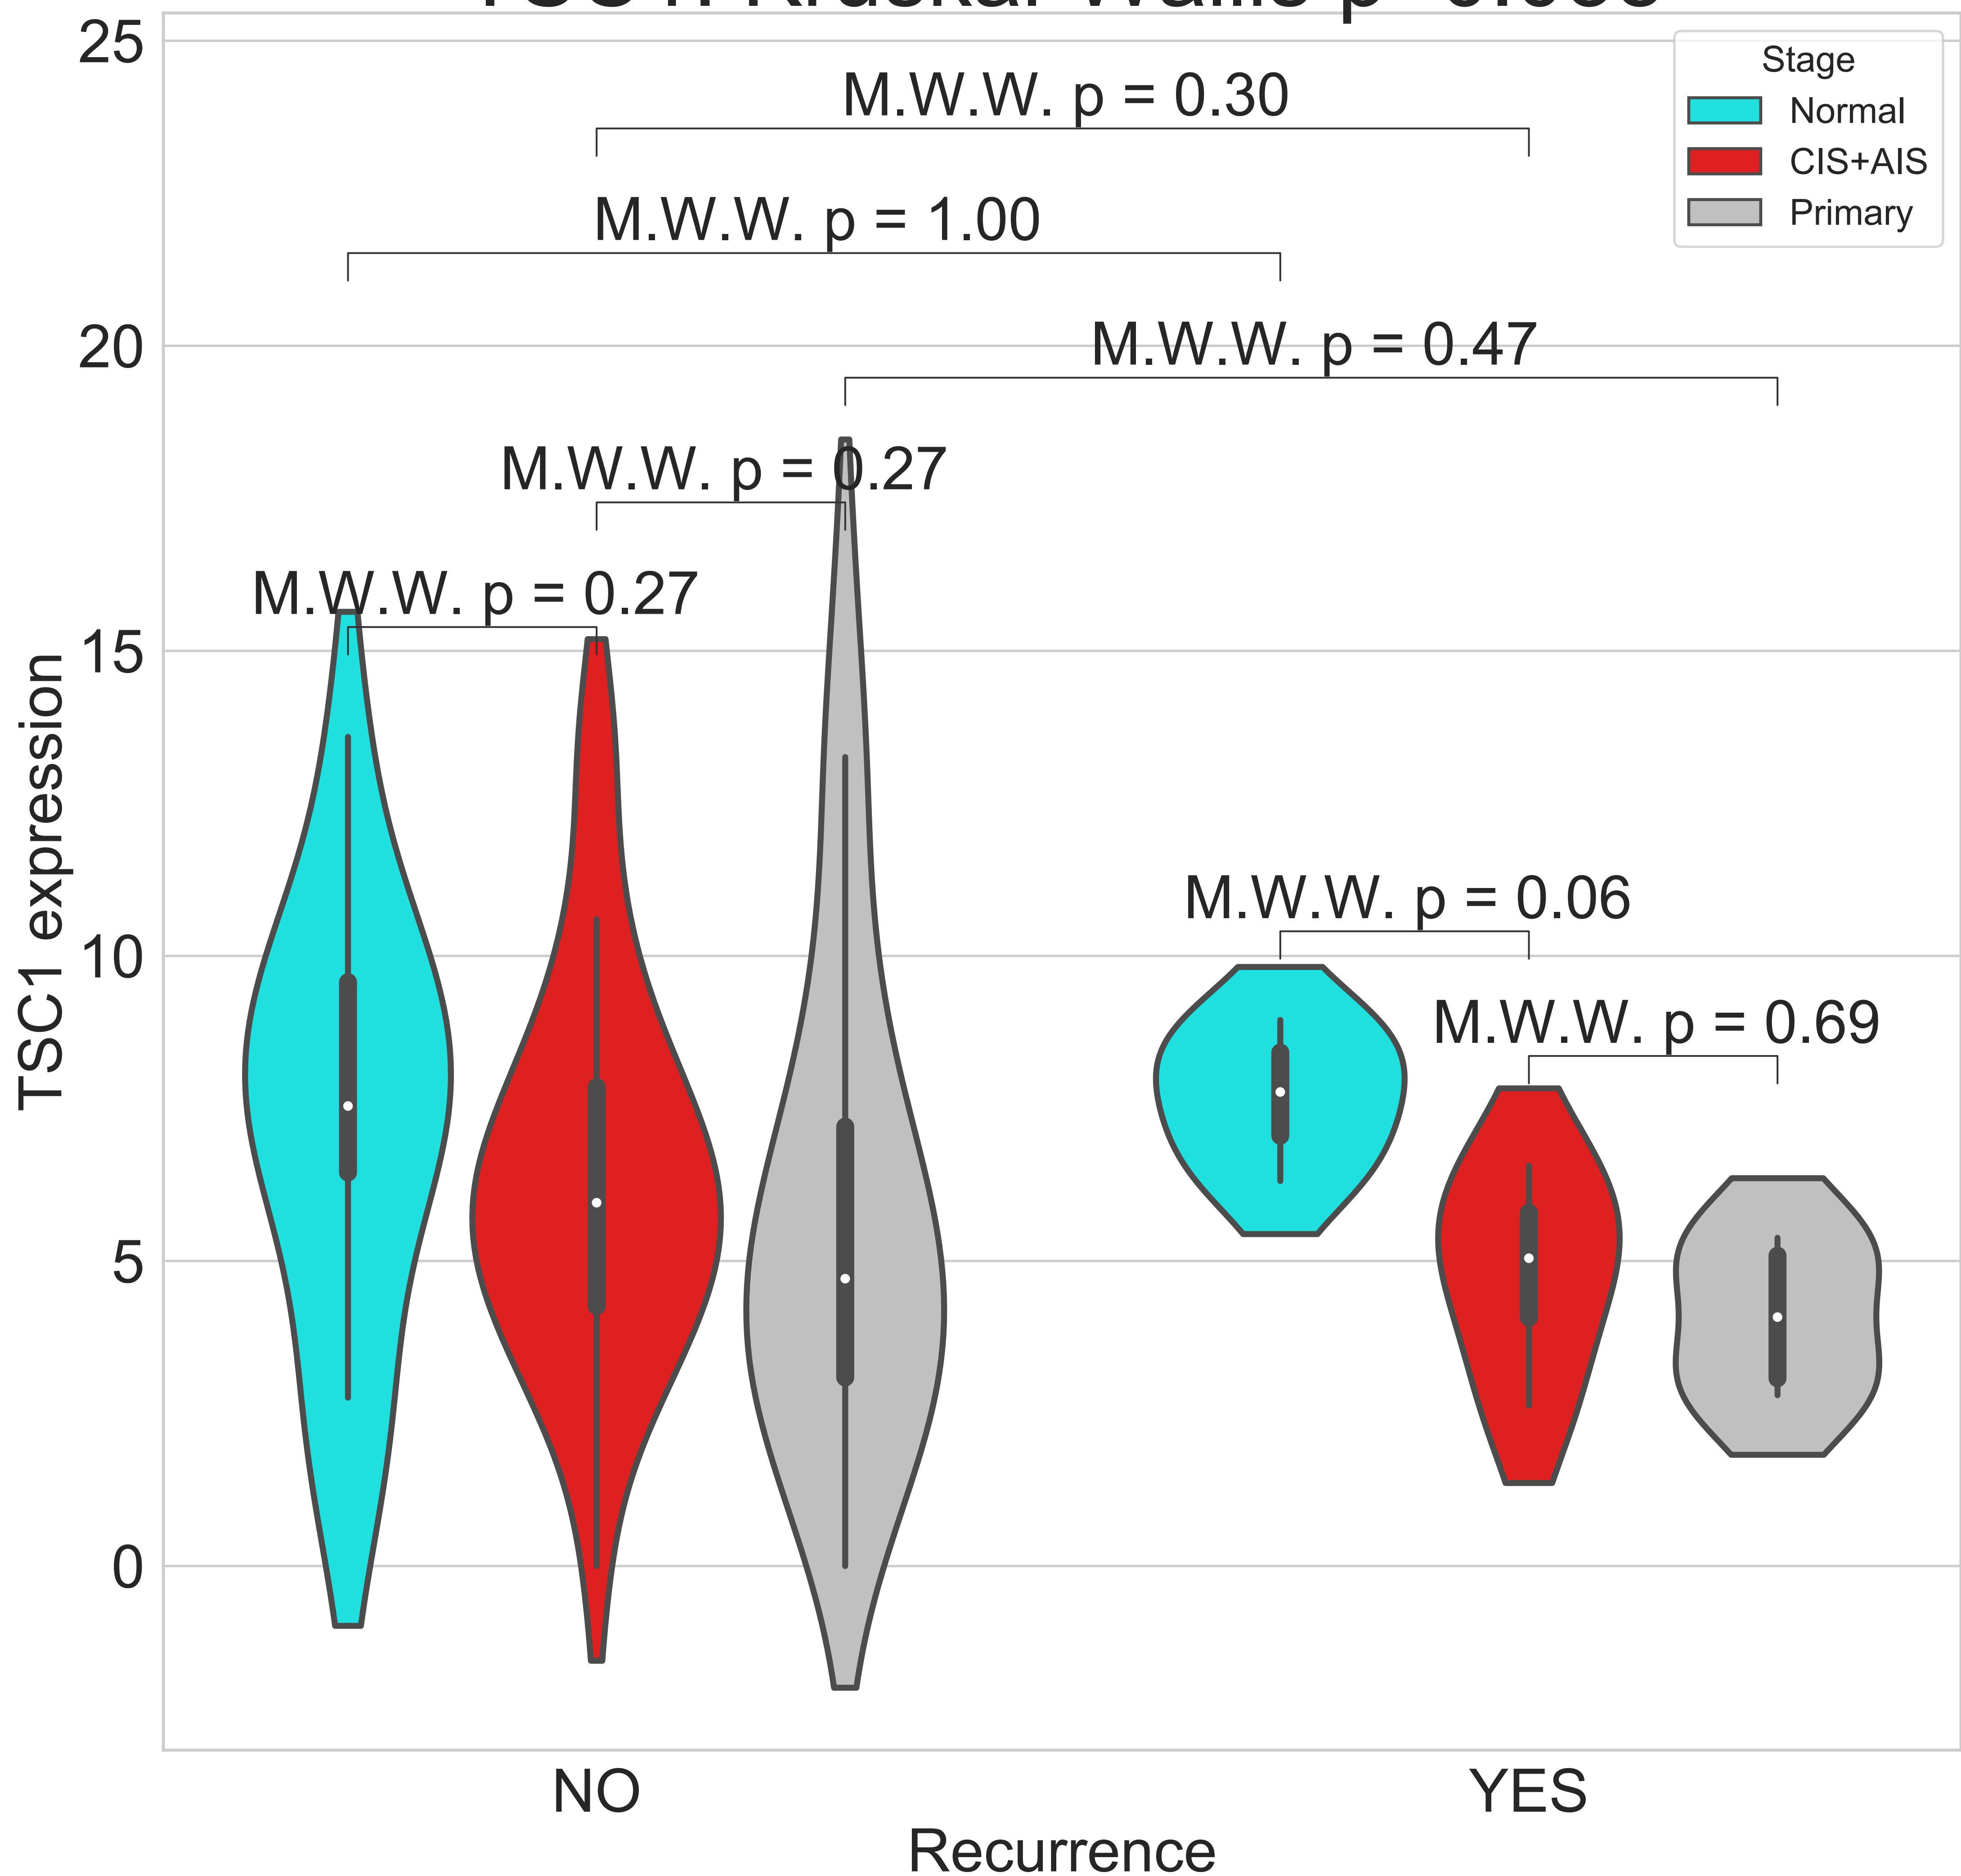 25
20
15
10
5
0
TSC1 expression
Stage
Normal
CIS+AIS
Primary
M.W.W. p = 0.30
M.W.W. p = 1.00
M.W.W. p = 0.47
M.W.W. p = 0.27
M.W.W. p = 0.27
M.W.W. p = 0.06
M.W.W. p = 0.69
NO
YES
Recurrence